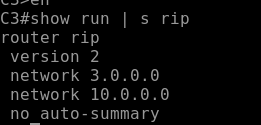 C3>en
C3#show run | s rip
router rip
 version 2
 network 3.0.0.0
 network 10.0.0.0
 no auto-summary